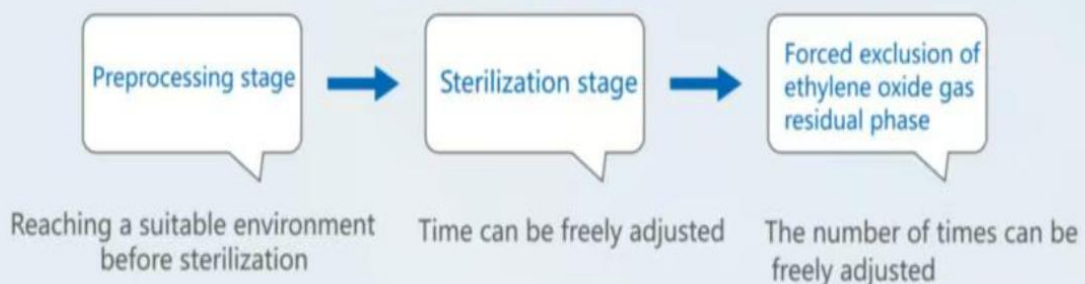 Preprocessing stage
Sterilization stage
Forced exclusion of
ethylene oxide gas
residual phase
Reaching a suitable environment
before sterilization
Time can be freely adjusted
The number of times can be
freely adjusted